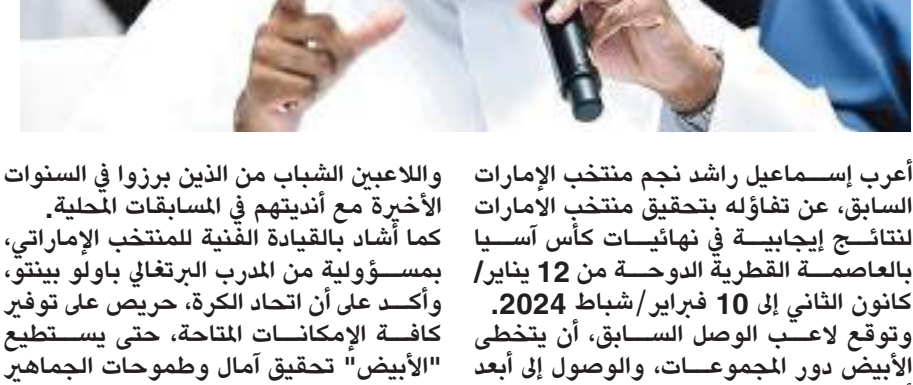 أعرب إسماعيل راشد نجم منتخب الإمارات
السابق، عن تفاؤله بتحقيق منتخب الامارات
لنتائج إيجابية في نهائيات كأس آسيا
بالعاصمة القطرية الدوحة من 12 يناير/
كانون الثاني إلى 10 فبراير/شباط 2024.
وتوقع لاعب الوصل السابق، أن يتخطى
الأبيض دور المجموعات، والوصول إلى أبعد
واللاعبين الشباب من الذين برزوا في السنوات
الأخيرة مع أنديتهم في المسابقات المحلية.
كما أشاد بالقيادة الفنية للمنتخب الإماراتي،
بمسؤولية من المدرب البرتغالي باولو بينتو،
وأكد على أن اتحاد الكرة، حريص على توفير
كافة الإمكانات المتاحة، حتى يستطيع
"الأبيض" تحقيق آمال وطموحات الجماهير